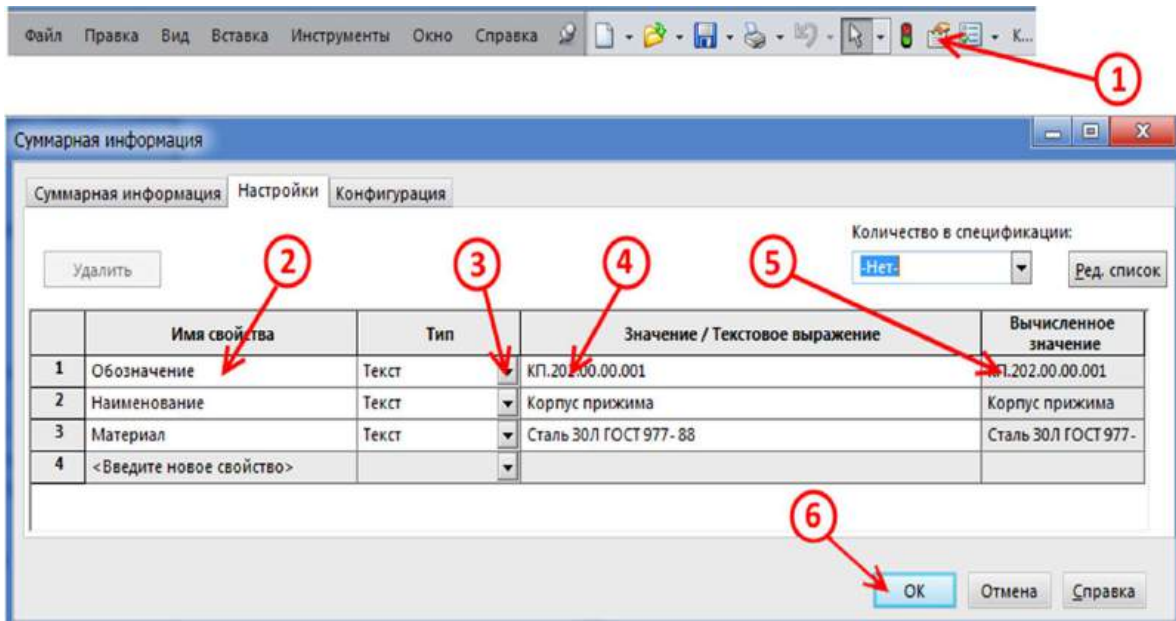 Файл Правка Вид Вставка Инструменты Окно Справка К...
1
Суммарная информация
Суммарная информация Настройки Конфигурация
Количество в спецификации:
Удалить 2 3 4 5 -Нет- Ред. список
Имя свойства Тип Значение / Текстовое выражение Вычисленное значение
1 Обозначение Текст КП.202.00.00.001 КП.202.00.00.001
2 Наименование Текст Корпус прижима Корпус прижима
3 Материал Текст Сталь 30Л ГОСТ 977- 88 Сталь 30Л ГОСТ 977-
4 <Введите новое свойство>
6
ОК Отмена Справка